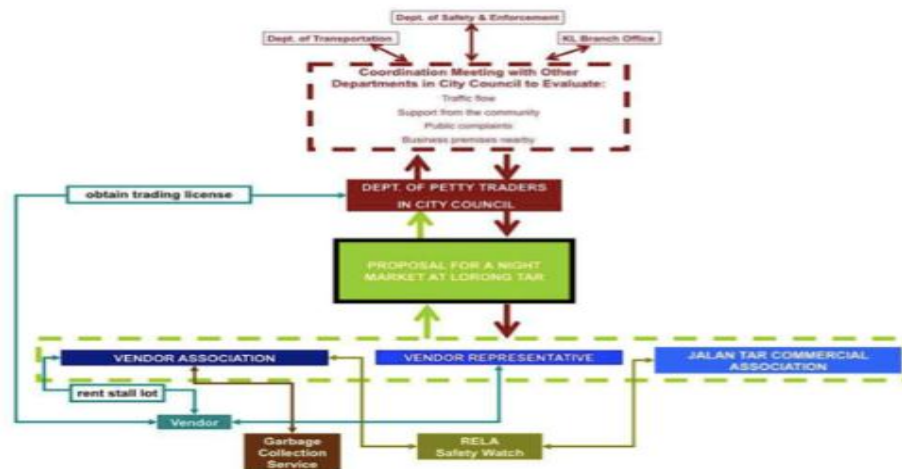 Dept. of Safety & Enforcement
Dept. of Transportation
KL Branch Office
Coordination Meeting with Other
Departments in City Council to Evaluate:
Traffic flow
Support from the community
Public complaints
Business premises nearby
obtain trading license
DEPT. OF PETTY TRADERS
IN CITY COUNCIL
PROPOSAL FOR A NIGHT
MARKET AT LORONG TAR
VENDOR ASSOCIATION
VENDOR REPRESENTATIVE
JALAN TAR COMMERCIAL
ASSOCIATION
rent stall lot
Vendor
Garbage
Collection
Service
RELA
Safety Watch